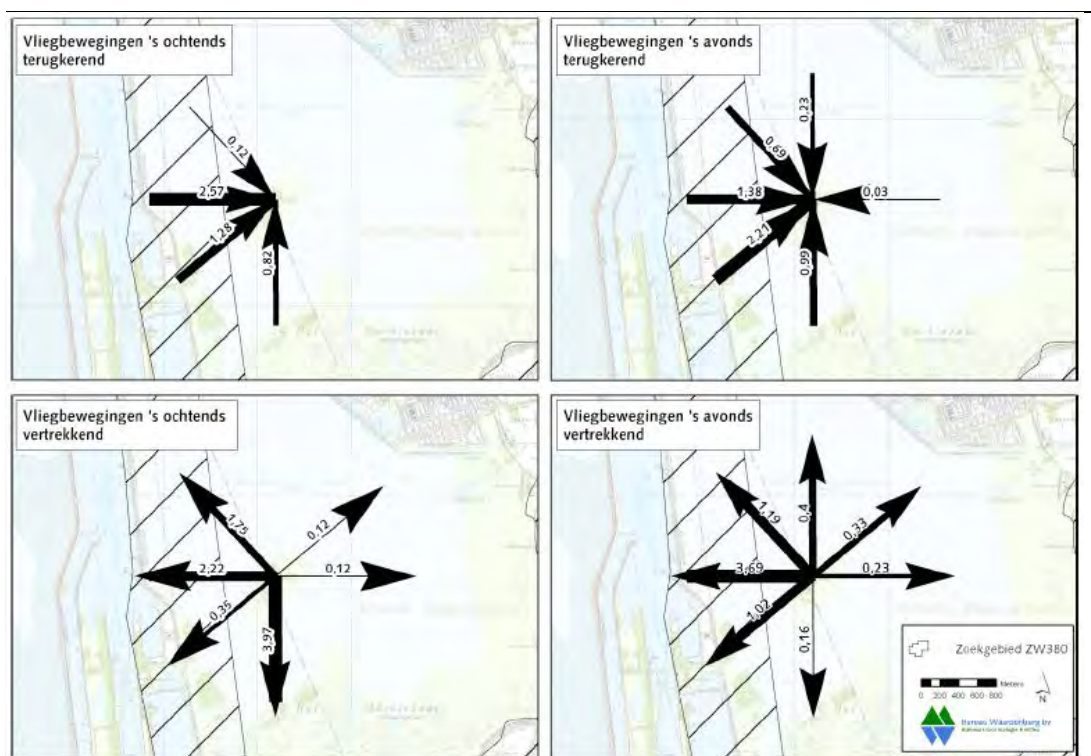 Vliegbewegingen 's ochtends
terugkerend
0,12
2,57
1,28
0,82
Vliegbewegingen 's avonds
terugkerend
0,23
0,69
1,38
0,03
2,21
0,99
Vliegbewegingen 's ochtends
vertrekkend
1,75
0,12
2,22
0,12
0,35
3,97
Vliegbewegingen 's avonds
vertrekkend
0,4
1,19
0,33
3,69
0,23
1,02
0,16
Zoekgebied ZW380
Meters
0 200 400 600 800
N
Bureau Waardenburg bv